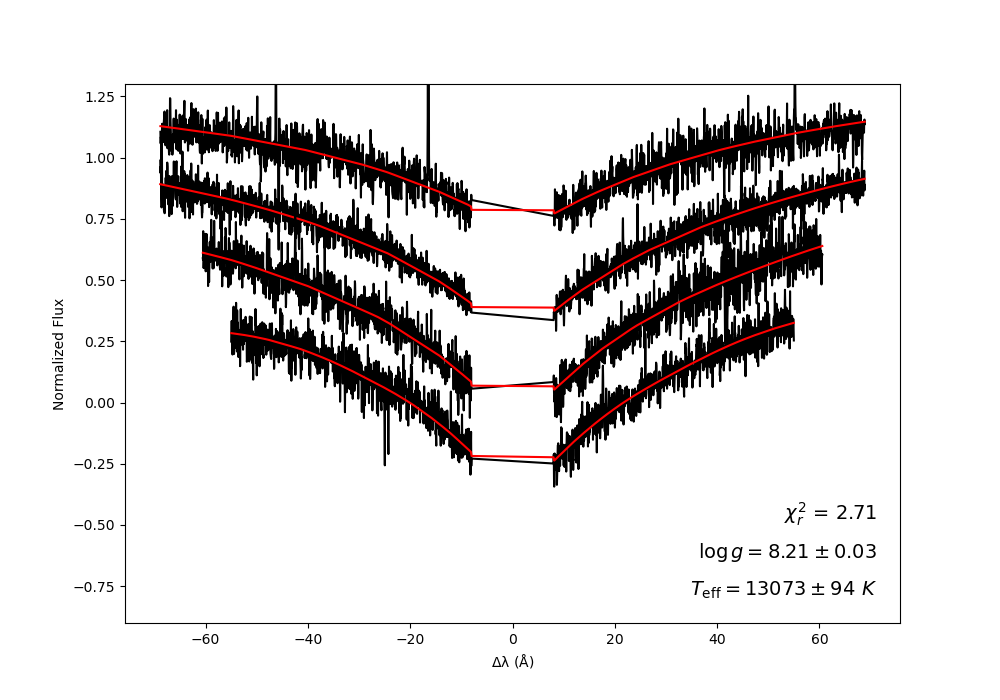 1.25
1.00
0.75
0.50
0.25
0.00
−0.25
−0.50
−0.75
Normalized Flux
χ²ᵣ = 2.71
log g = 8.21 ± 0.03
T_eff = 13073 ± 94 K
−60 −40 −20 0 20 40 60
Δλ (Å)